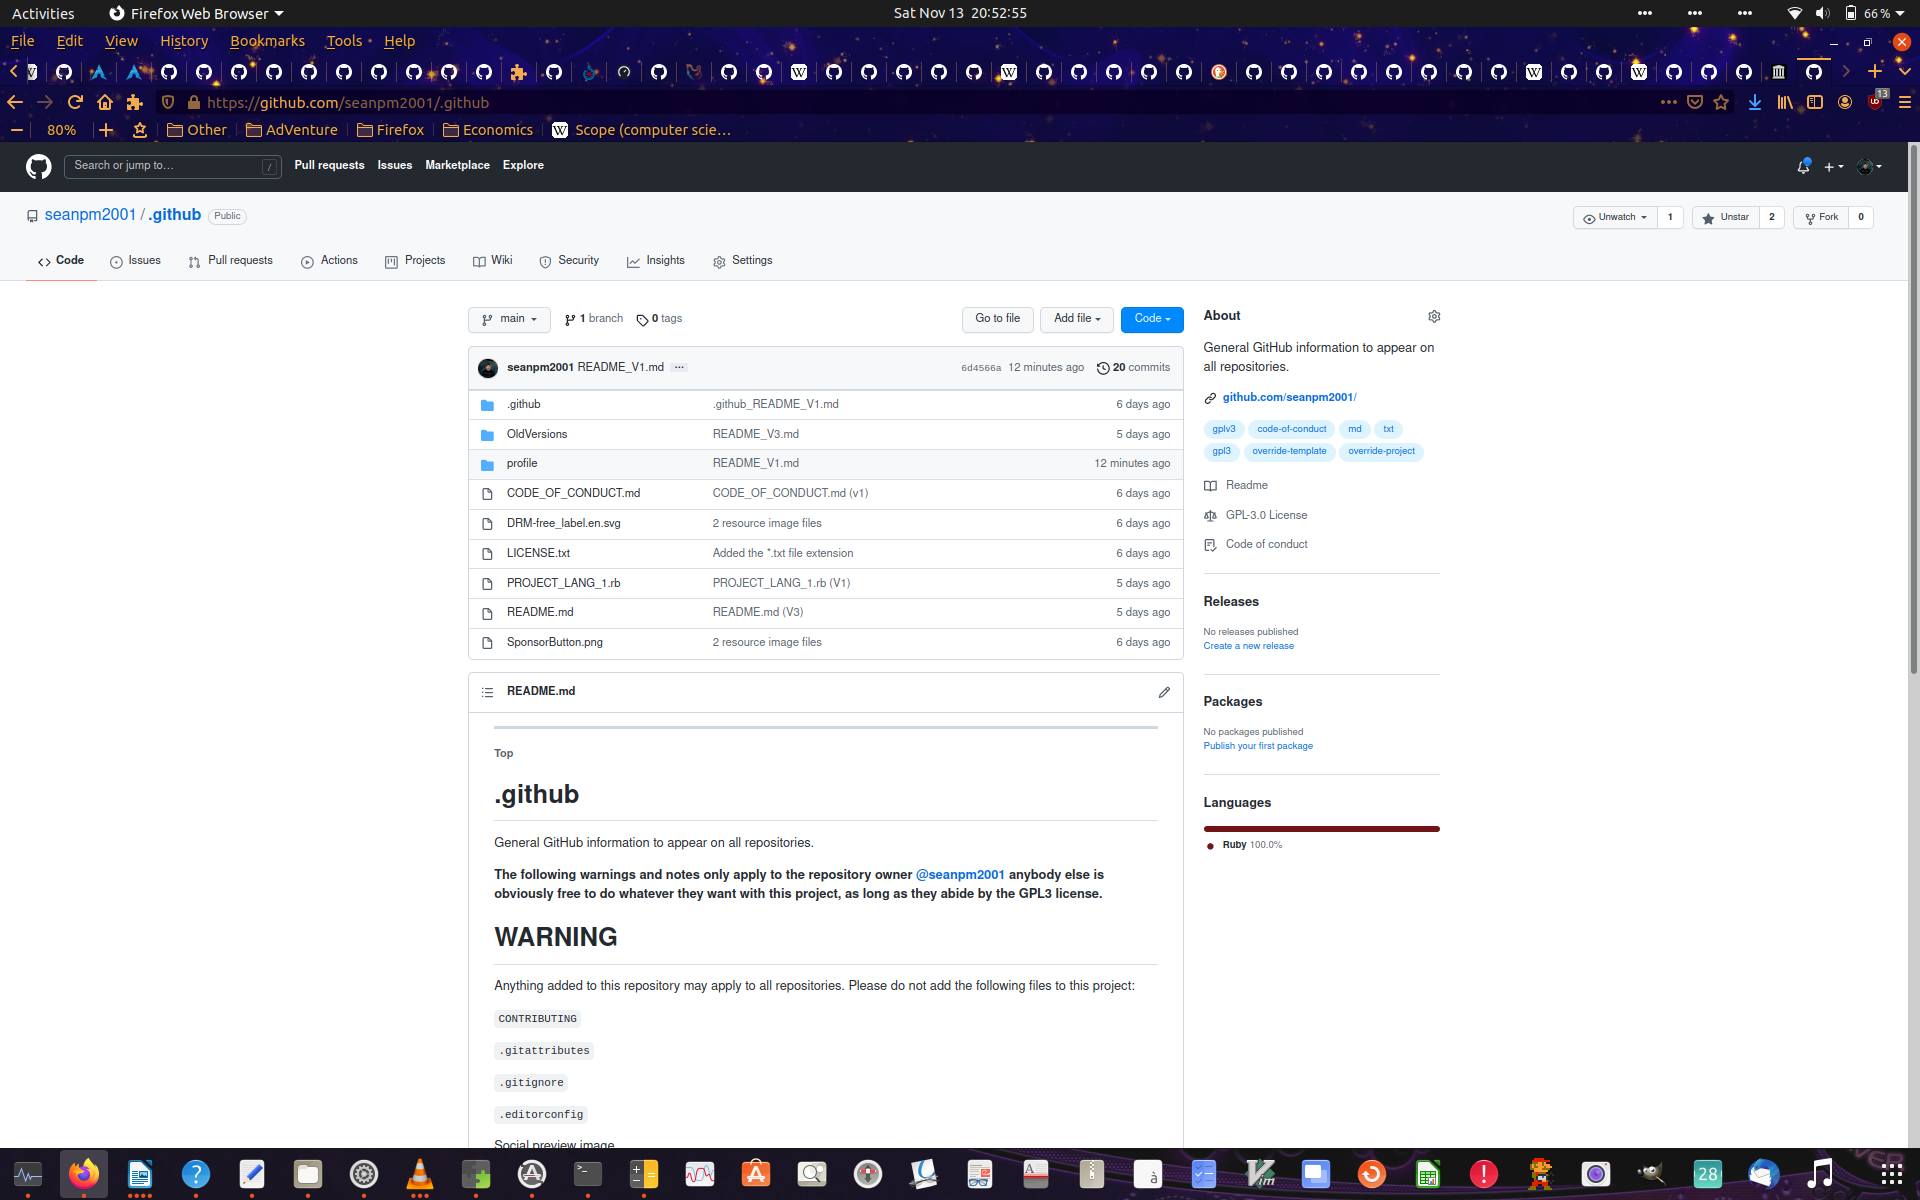 Activities Firefox Web Browser Sat Nov 13 20:52:55 66 %
File Edit View History Bookmarks Tools Help
https://github.com/seanpm2001/.github 13
80% Other AdVenture Firefox Economics Scope (computer scie…
Search or jump to… / Pull requests Issues Marketplace Explore
seanpm2001 / .github Public Unwatch 1 Unstar 2 Fork 0
Code Issues Pull requests Actions Projects Wiki Security Insights Settings
main 1 branch 0 tags Go to file Add file Code
seanpm2001 README_V1.md ... 6d4566a 12 minutes ago 20 commits
.github .github_README_V1.md 6 days ago
OldVersions README_V3.md 5 days ago
profile README_V1.md 12 minutes ago
CODE_OF_CONDUCT.md CODE_OF_CONDUCT.md (v1) 6 days ago
DRM-free_label.en.svg 2 resource image files 6 days ago
LICENSE.txt Added the *.txt file extension 6 days ago
PROJECT_LANG_1.rb PROJECT_LANG_1.rb (V1) 5 days ago
README.md README.md (V3) 5 days ago
SponsorButton.png 2 resource image files 6 days ago
README.md
Top
.github
General GitHub information to appear on all repositories.
The following warnings and notes only apply to the repository owner @seanpm2001 anybody else is
obviously free to do whatever they want with this project, as long as they abide by the GPL3 license.
WARNING
Anything added to this repository may apply to all repositories. Please do not add the following files to this project:
CONTRIBUTING
.gitattributes
.gitignore
.editorconfig
Social preview image
About
General GitHub information to appear on
all repositories.
github.com/seanpm2001/
gplv3 code-of-conduct md txt
gpl3 override-template override-project
Readme
GPL-3.0 License
Code of conduct
Releases
No releases published
Create a new release
Packages
No packages published
Publish your first package
Languages
Ruby 100.0%
28